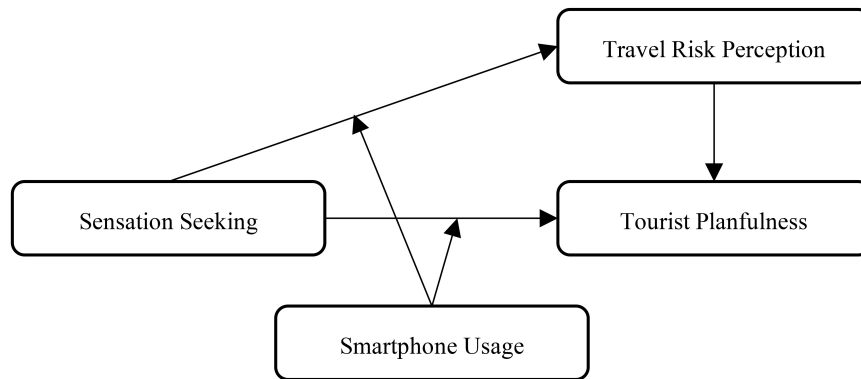 Travel Risk Perception
Sensation Seeking
Tourist Planfulness
Smartphone Usage